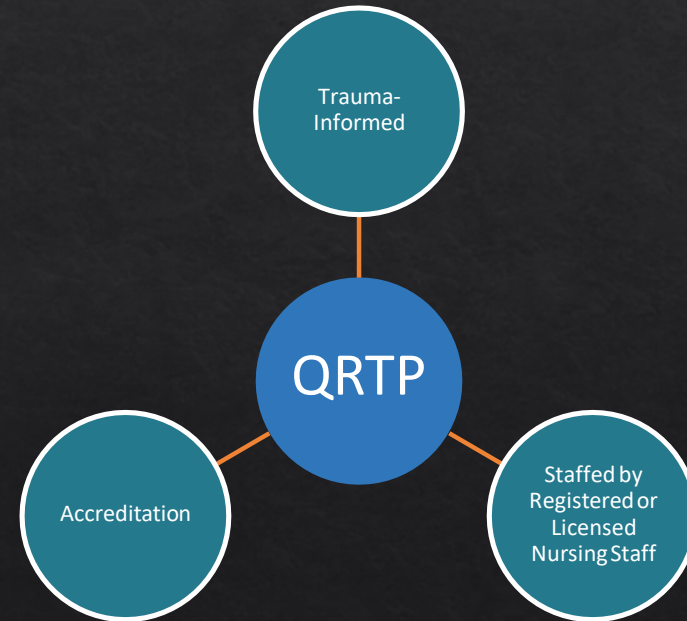 Trauma-
Informed
QRTP
Accreditation
Staffed by
Registered or
Licensed
Nursing Staff